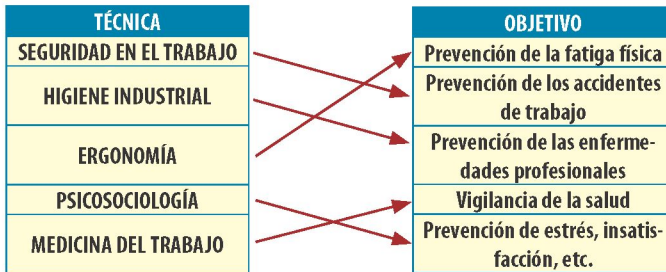 TÉCNICA
SEGURIDAD EN EL TRABAJO
HIGIENE INDUSTRIAL
ERGONOMÍA
PSICOSOCIOLOGÍA
MEDICINA DEL TRABAJO
OBJETIVO
Prevención de la fatiga física
Prevención de los accidentes
de trabajo
Prevención de las enferme-
dades profesionales
Vigilancia de la salud
Prevención de estrés, insatis-
facción, etc.